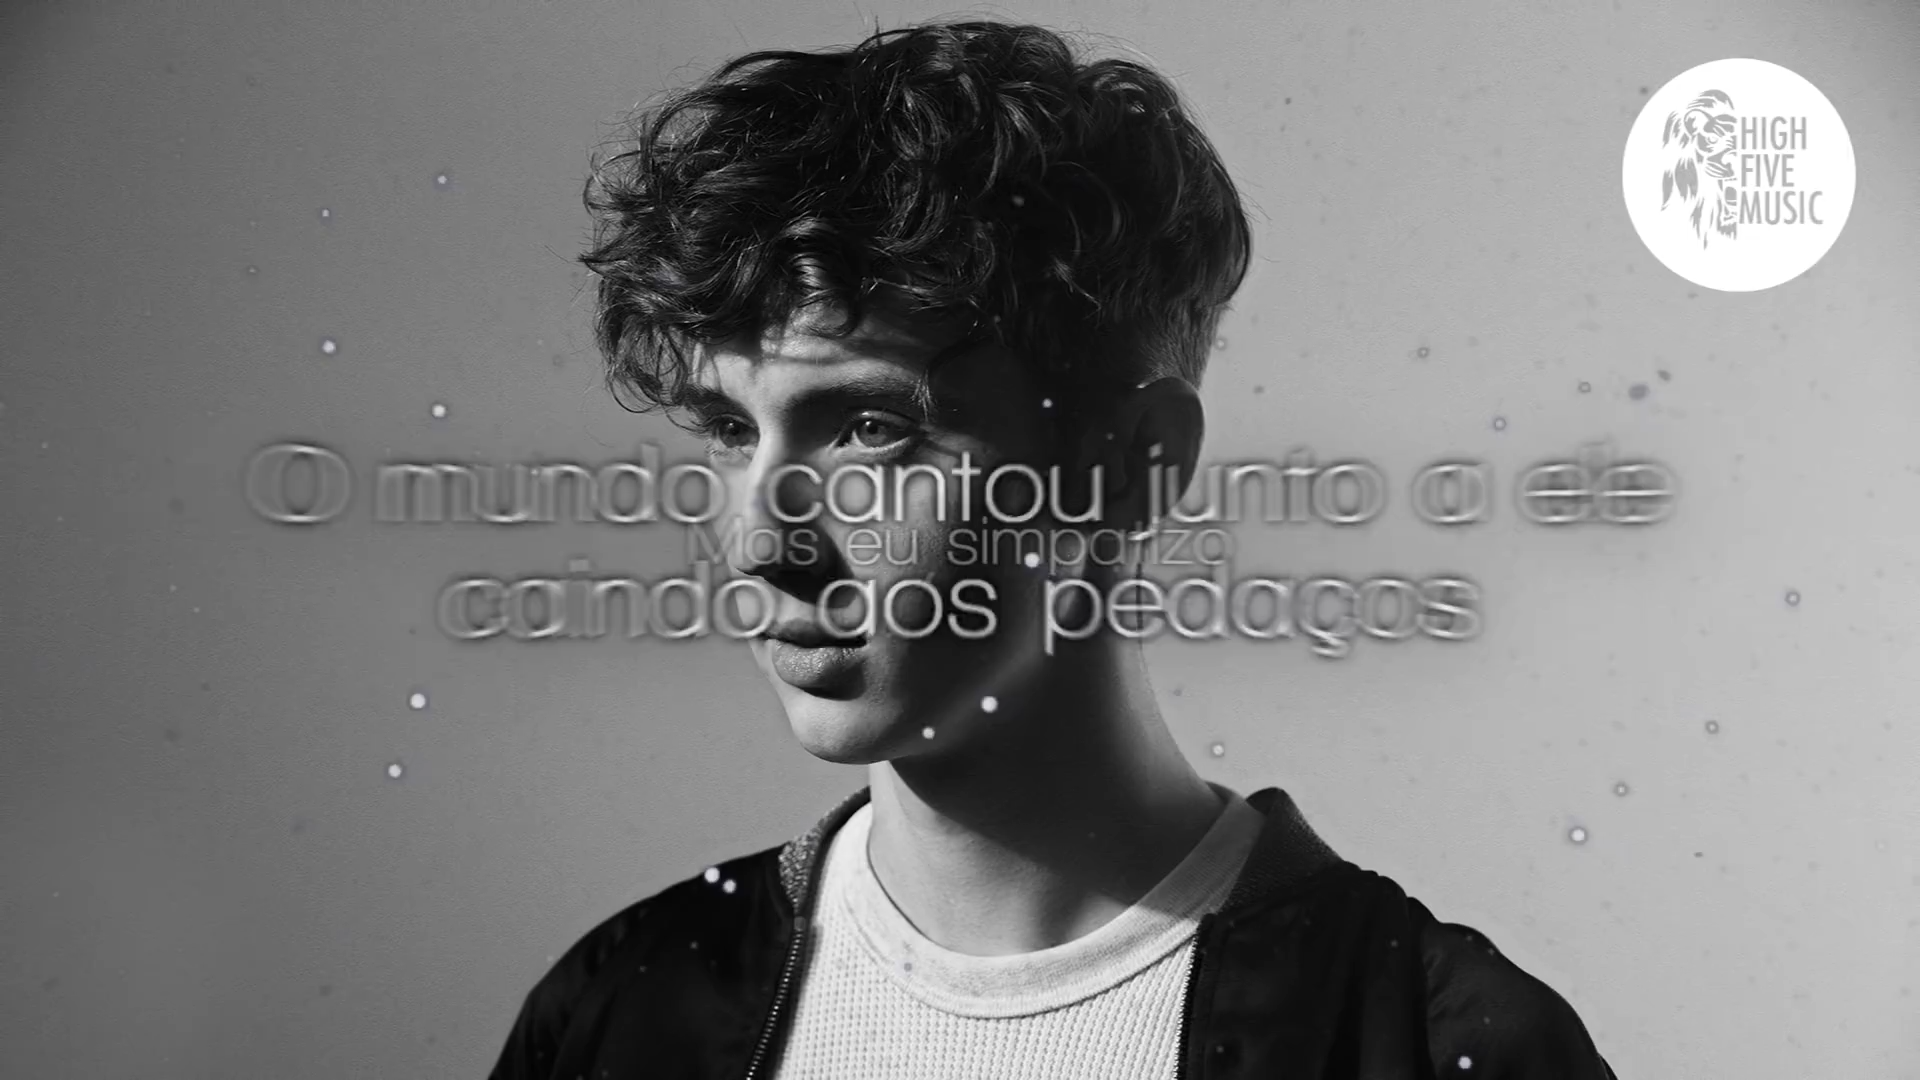 HIGH
FIVE
MUSIC
O mundo cantou junto a ele
Mas eu simpatizo
caindo aos pedaços